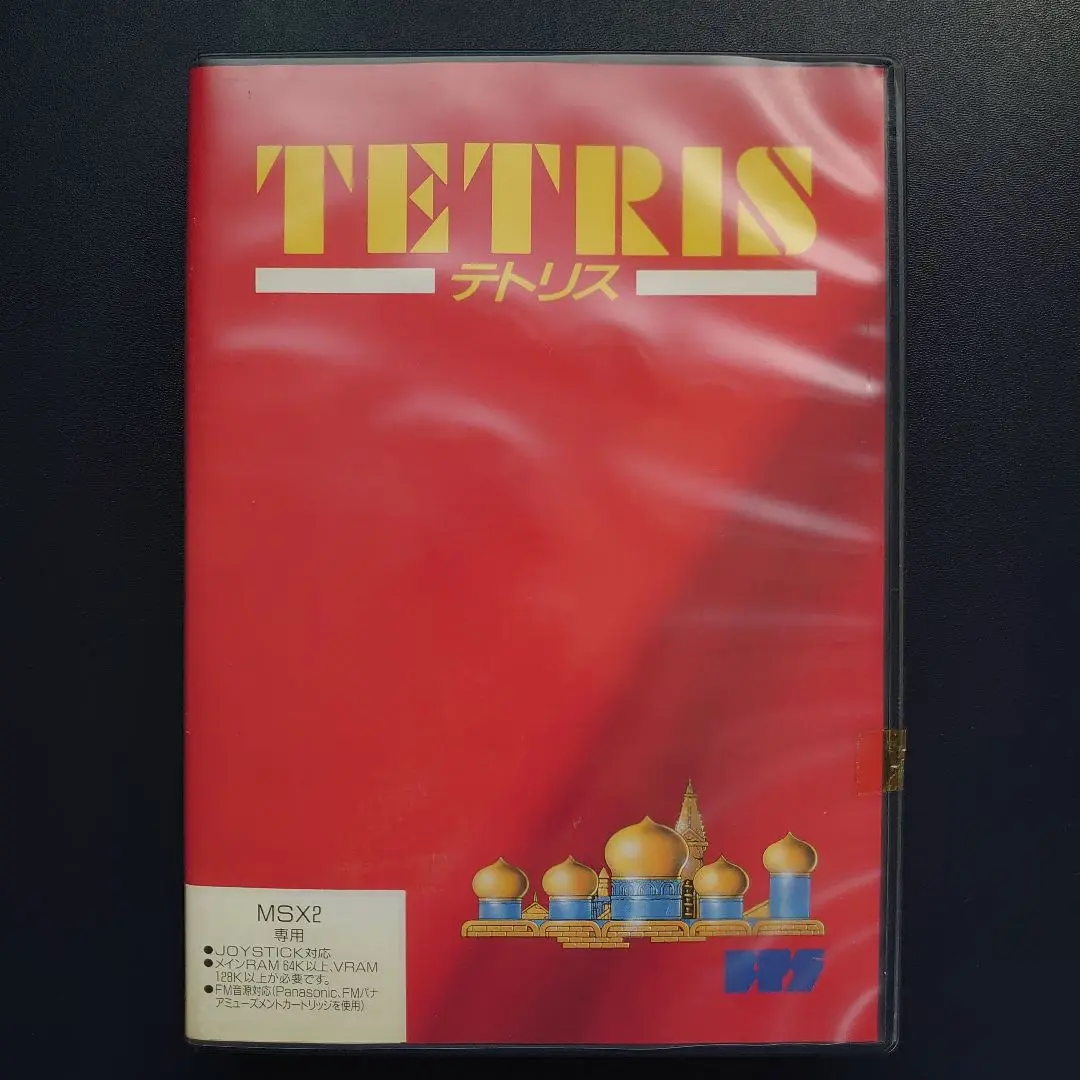 TETRIS
テトリス
MSX2
専用
●JOYSTICK対応
●メインRAM 64K以上、VRAM
128K以上が必要です。
●FM音源対応(Panasonic、FMパナ
アミューズメントカートリッジを使用)
BPS